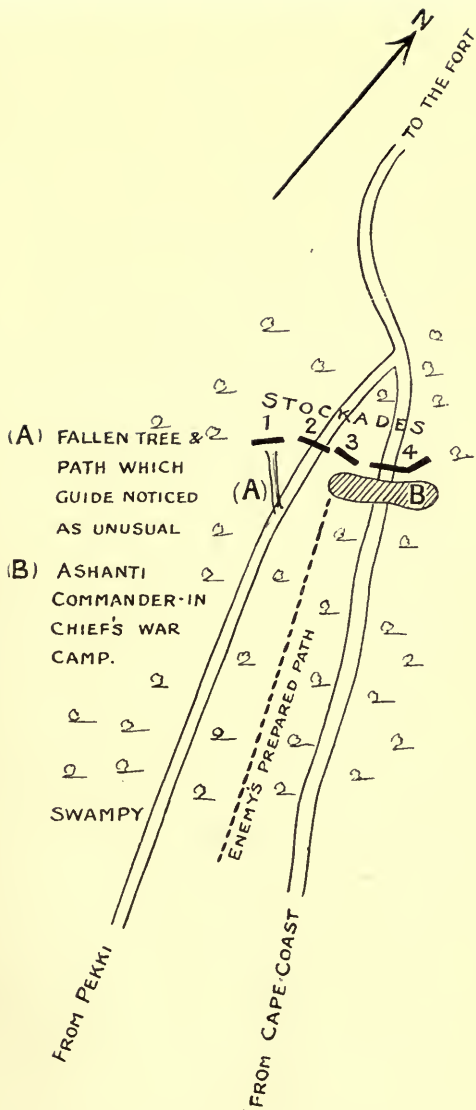 N
TO THE FORT
STOCKADES
1
2
3
4
(A) FALLEN TREE &
PATH WHICH
GUIDE NOTICED
AS UNUSUAL
(A)
B
(B) ASHANTI
COMMANDER-IN
CHIEF'S WAR
CAMP.
ENEMY'S PREPARED PATH
SWAMPY
FROM PEKKI
FROM CAPE-COAST